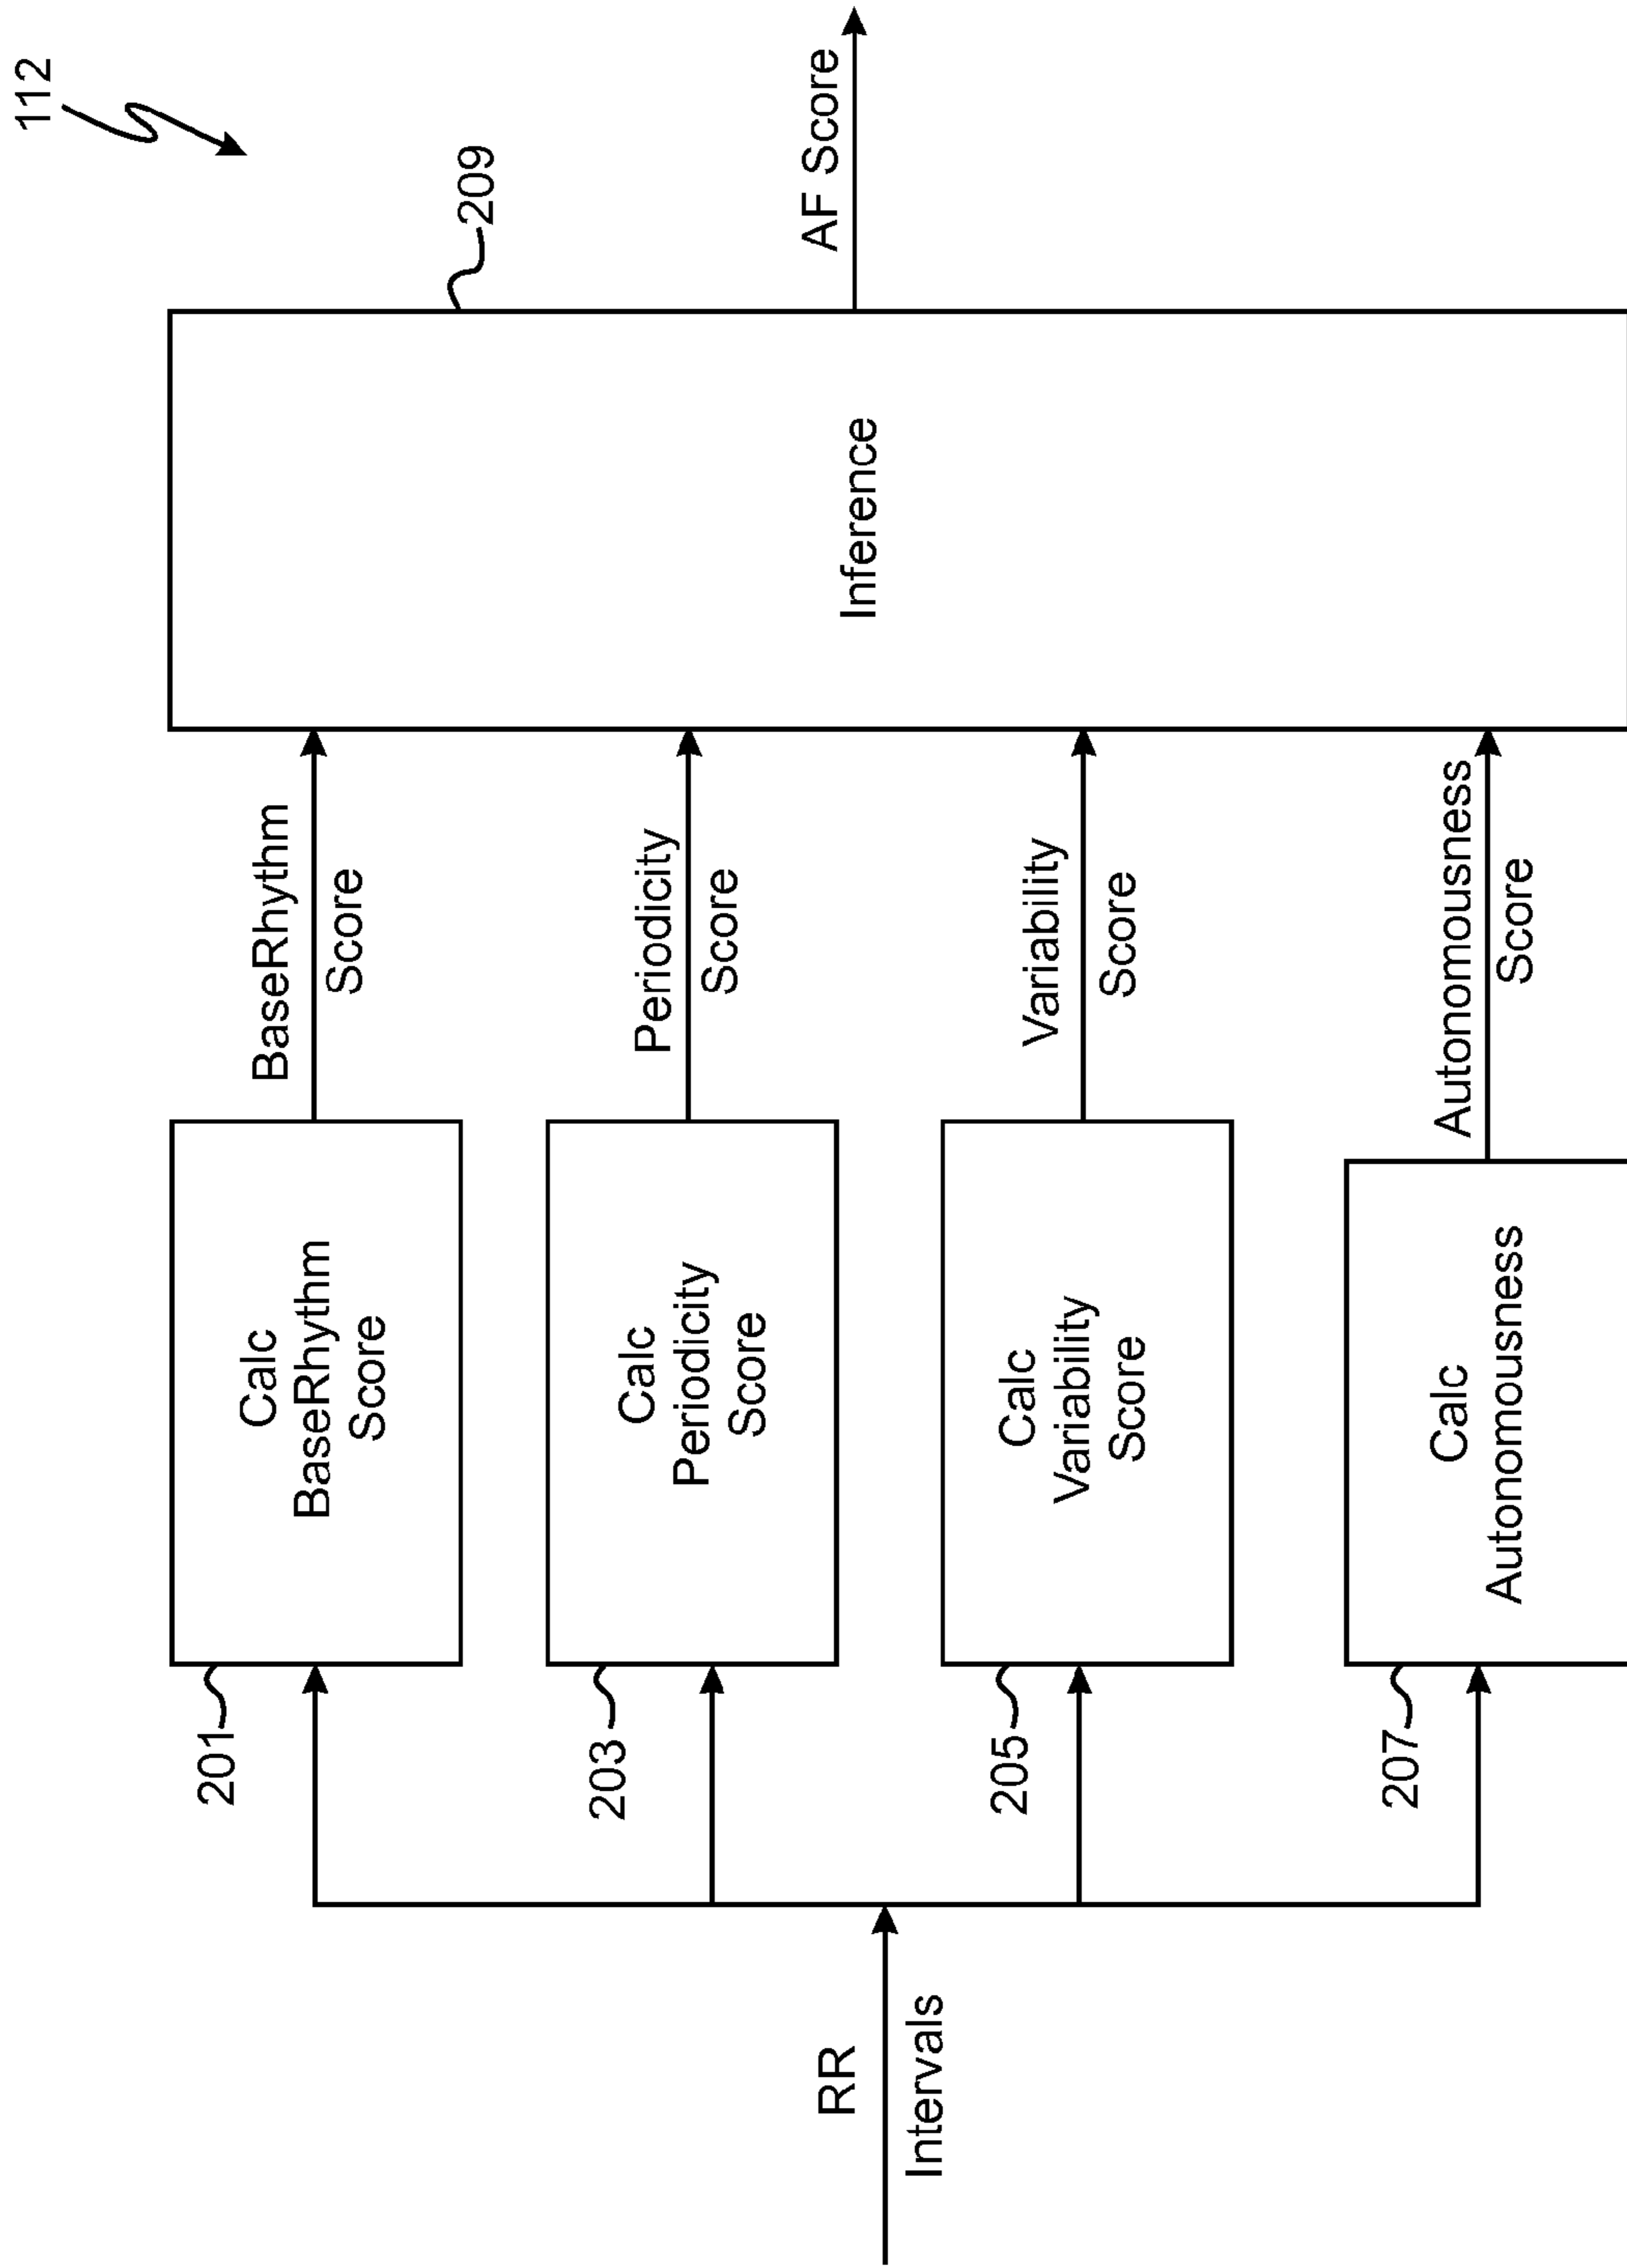 112
RR
Intervals
201
Calc
BaseRhythm
Score
BaseRhythm
Score
203
Calc
Periodicity
Score
Periodicity
Score
205
Calc
Variability
Score
Variability
Score
207
Calc
Autonomousness
Autonomousness
Score
209
Inference
AF Score